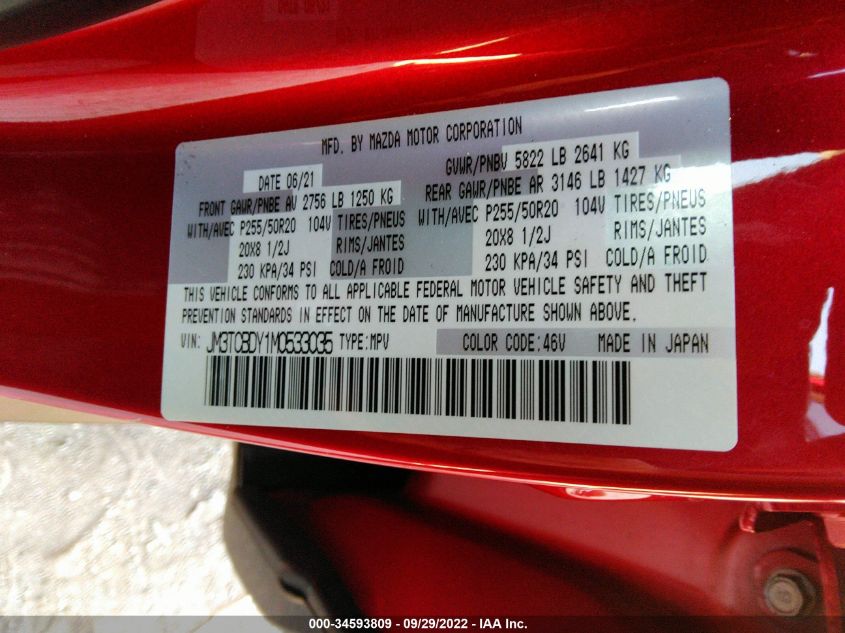 MFD. BY MAZDA MOTOR CORPORATION
DATE 06/21 GVWR/PNBV 5822 LB 2641 KG
FRONT GAWR/PNBE AV 2756 LB 1250 KG REAR GAWR/PNBE AR 3146 LB 1427 KG
WITH/AVEC P255/50R20 104V TIRES/PNEUS WITH/AVEC P255/50R20 104V TIRES/PNEUS
20X8 1/2J RIMS/JANTES 20X8 1/2J RIMS/JANTES
230 KPA/34 PSI COLD/A FROID 230 KPA/34 PSI COLD/A FROID
THIS VEHICLE CONFORMS TO ALL APPLICABLE FEDERAL MOTOR VEHICLE SAFETY AND THEFT
PREVENTION STANDARDS IN EFFECT ON THE DATE OF MANUFACTURE SHOWN ABOVE.
VIN: JM3TCBDY1M0533035 TYPE:MPV COLOR CODE:46V MADE IN JAPAN
000-34593809 - 09/29/2022 - IAA Inc.